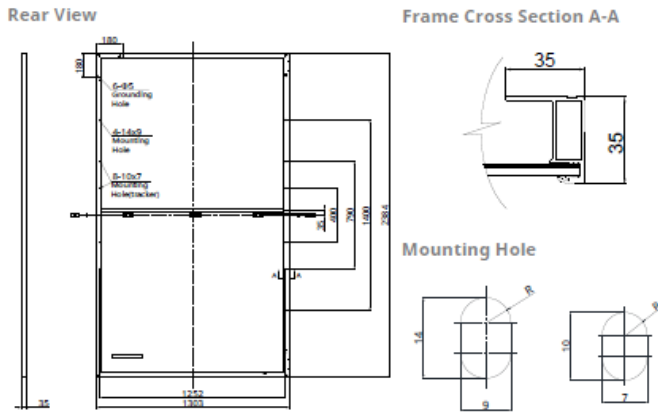 Rear View
Frame Cross Section A-A
180
180
6-Φ5
Grounding
Hole
4-14x9
Mounting
Hole
8-10x7
Mounting
Hole(tracker)
35
400
790
1400
2384
A A
1252
1303
35
35
35
Mounting Hole
R
14
9
R
10
7